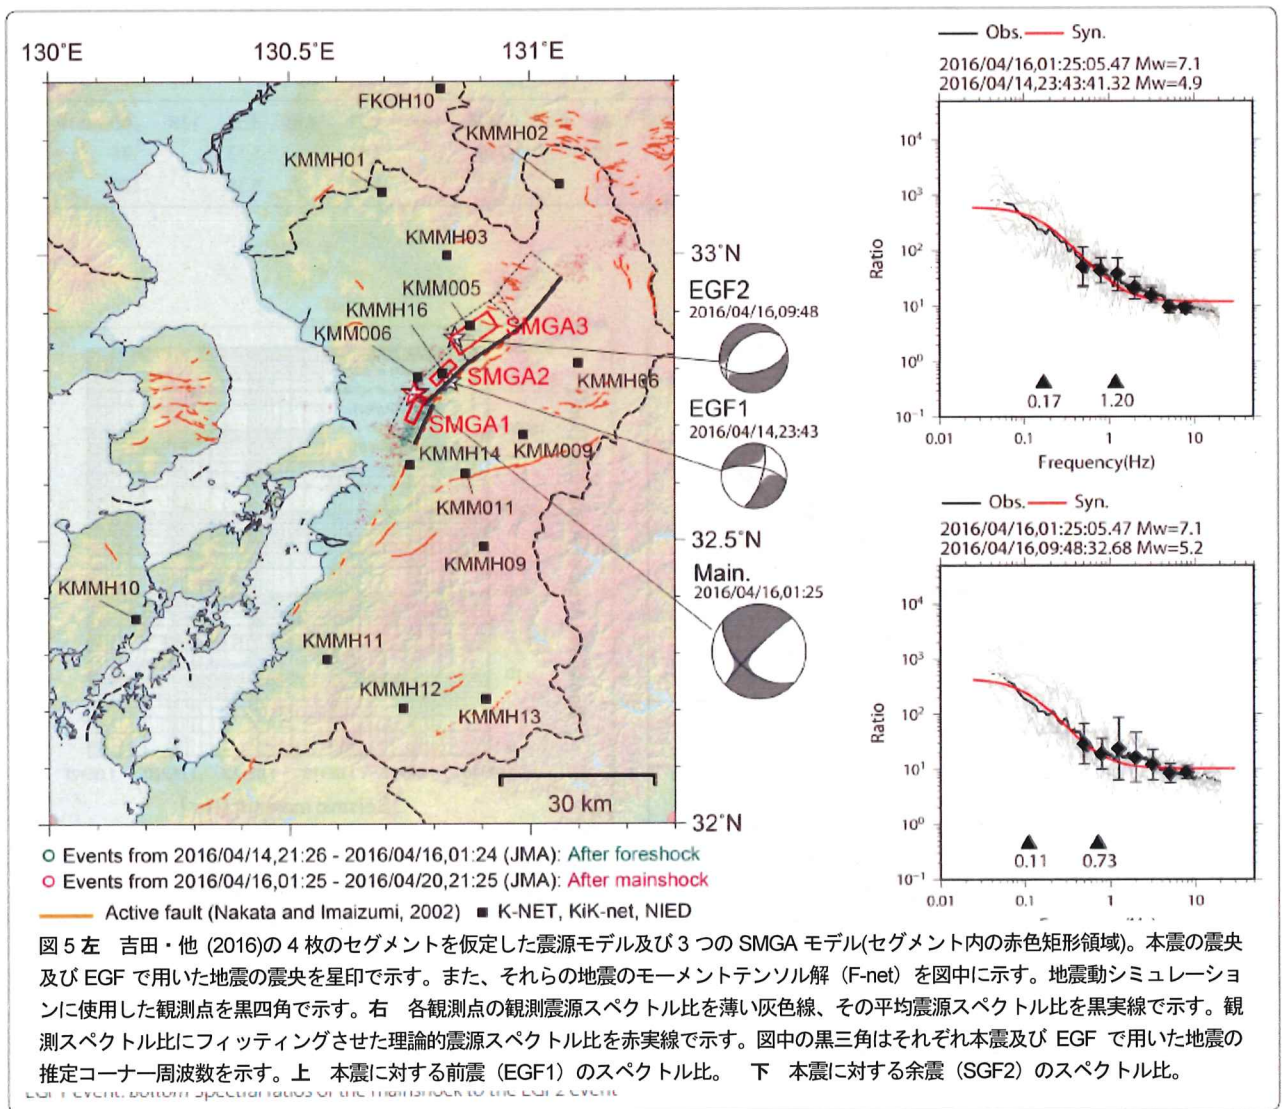 130˚E 130.5˚E 131˚E
FKOH10
KMMH02
KMMH01
KMMH03
33˚N
KMM005
KMMH16
KMM006
SMGA3
SMGA2
SMGA1
KMMH06
KMMH14
KMM009
KMM011
KMMH09
32.5˚N
KMMH10
KMMH11
KMMH12
KMMH13
30 km
32˚N
EGF2
2016/04/16,09:48
EGF1
2016/04/14,23:43
Main.
2016/04/16,01:25
Events from 2016/04/14,21:26 - 2016/04/16,01:24 (JMA): After foreshock
Events from 2016/04/16,01:25 - 2016/04/20,21:25 (JMA): After mainshock
Active fault (Nakata and Imaizumi, 2002) ■ K-NET, KiK-net, NIED
Obs. Syn.
2016/04/16,01:25:05.47 Mw=7.1
2016/04/14,23:43:41.32 Mw=4.9
10⁴
10³
10²
10¹
10⁰
10⁻¹
Ratio
0.17 1.20
0.01 0.1 1 10
Frequency(Hz)
Obs. Syn.
2016/04/16,01:25:05.47 Mw=7.1
2016/04/16,09:48:32.68 Mw=5.2
10⁴
10³
10²
10¹
10⁰
10⁻¹
Ratio
0.11 0.73
0.01 0.1 1 10
図 5 左 吉田・他 (2016)の 4 枚のセグメントを仮定した震源モデル及び 3 つの SMGA モデル(セグメント内の赤色矩形領域)。本震の震央
及び EGF で用いた地震の震央を星印で示す。また、それらの地震のモーメントテンソル解（F-net）を図中に示す。地震動シミュレーショ
ンに使用した観測点を黒四角で示す。右 各観測点の観測震源スペクトル比を薄い灰色線、その平均震源スペクトル比を黒実線で示す。観
測スペクトル比にフィッティングさせた理論的震源スペクトル比を赤実線で示す。図中の黒三角はそれぞれ本震及び EGF で用いた地震の
推定コーナー周波数を示す。上 本震に対する前震（EGF1）のスペクトル比。 下 本震に対する余震（SGF2）のスペクトル比。
EGF1 event. Bottom Spectral ratios of the mainshock to the EGF2 event